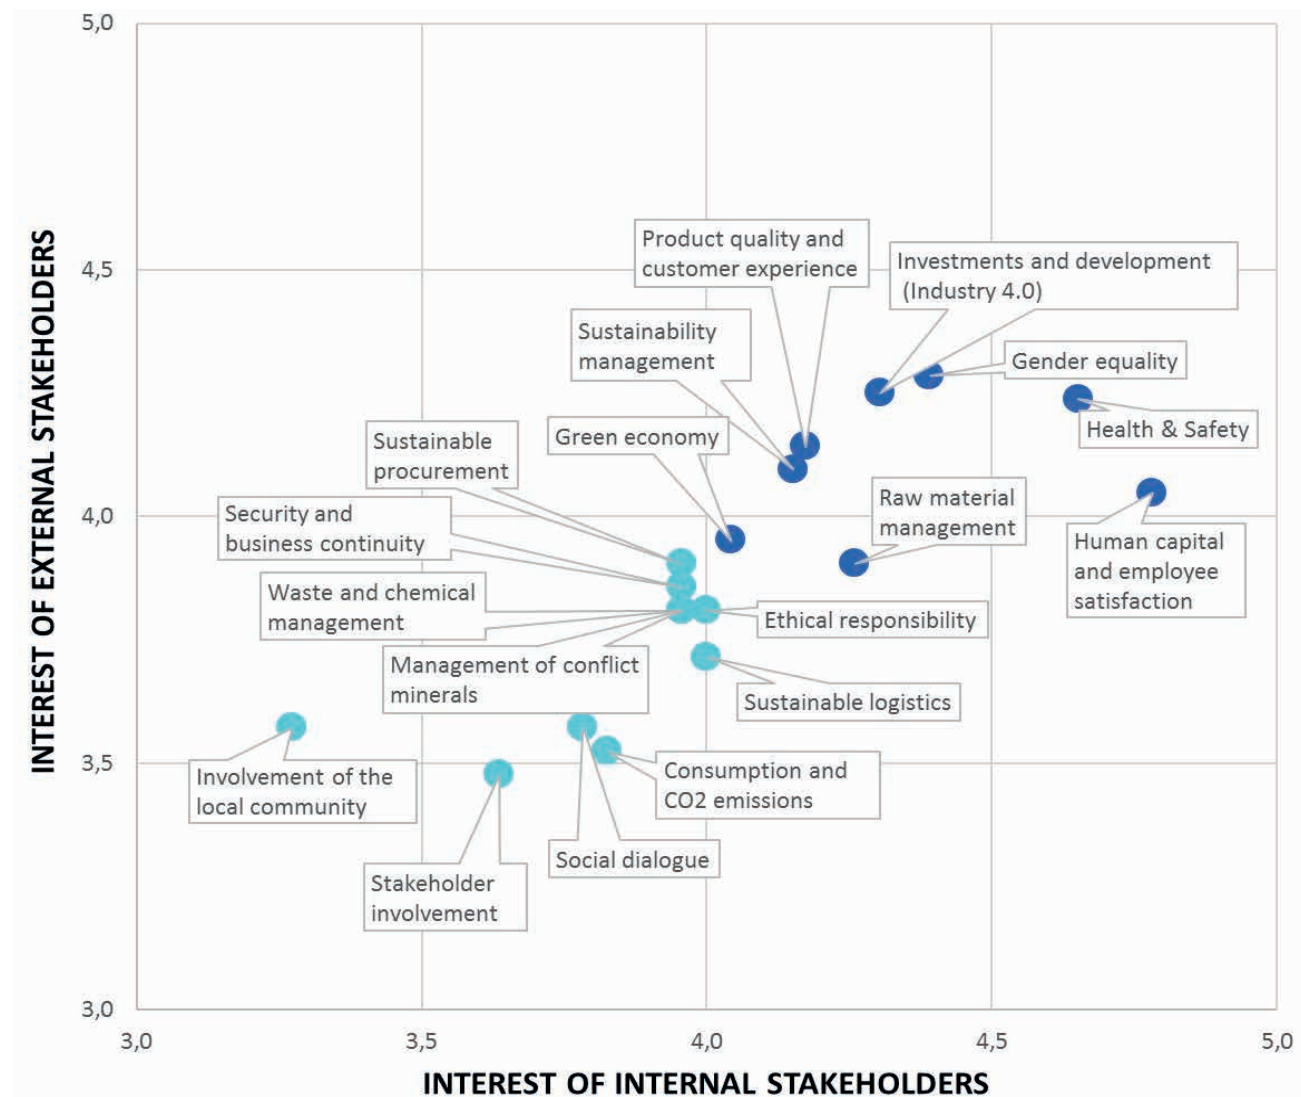 5,0
Product quality and
customer experience
Investments and development
(Industry 4.0)
4,5
Sustainability
management
Gender equality
Health & Safety
Green economy
Sustainable
procurement
Raw material
management
Security and
business continuity
4,0
Human capital
and employee
satisfaction
Waste and chemical
management
Ethical responsibility
Management of conflict
minerals
Sustainable logistics
Involvement of the
local community
3,5
Consumption and
CO2 emissions
Social dialogue
Stakeholder
involvement
3,0
INTEREST OF EXTERNAL STAKEHOLDERS
3,0 3,5 4,0 4,5 5,0
INTEREST OF INTERNAL STAKEHOLDERS